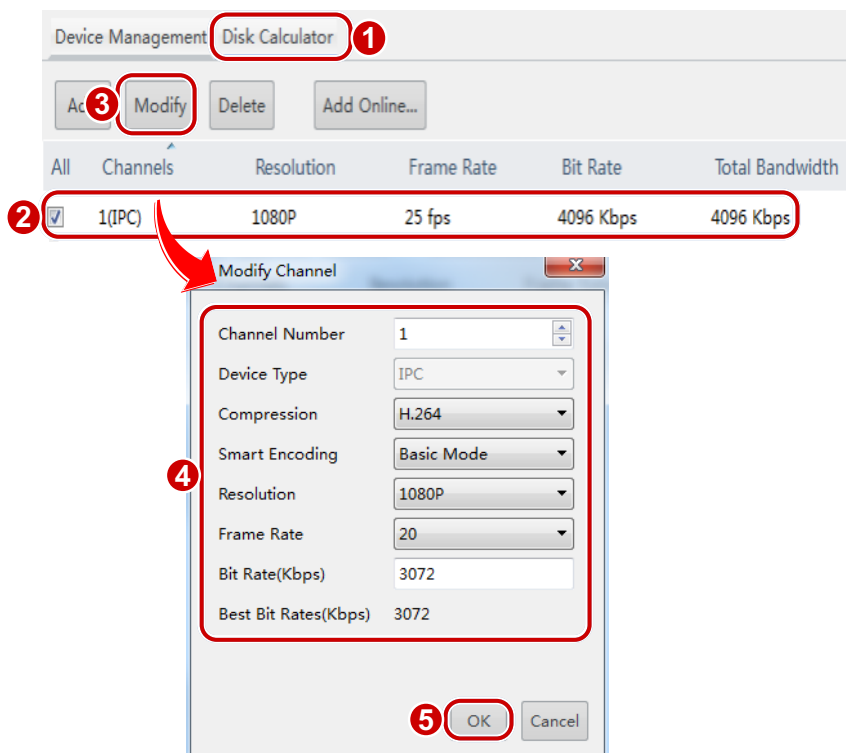 Device Management Disk Calculator 1
3 Modify Delete Add Online...
All Channels Resolution Frame Rate Bit Rate Total Bandwidth
2 1(IPC) 1080P 25 fps 4096 Kbps 4096 Kbps
Modify Channel
Channel Number 1
Device Type IPC
Compression H.264
Smart Encoding Basic Mode
4
Resolution 1080P
Frame Rate 20
Bit Rate(Kbps) 3072
Best Bit Rates(Kbps) 3072
5 OK Cancel